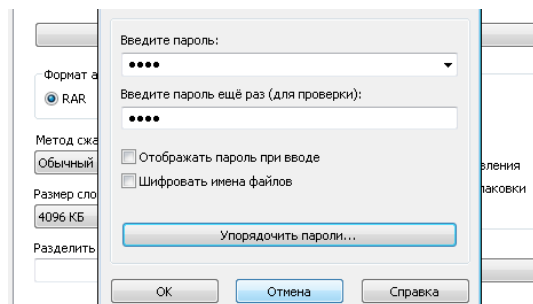 Введите пароль:
••••
Формат а
RAR
Введите пароль ещё раз (для проверки):
••••
Метод сжа
Обычный
Отображать пароль при вводе
вления
Шифровать имена файлов
паковки
Размер сло
4096 КБ
Упорядочить пароли...
Разделить
OK
Отмена
Справка